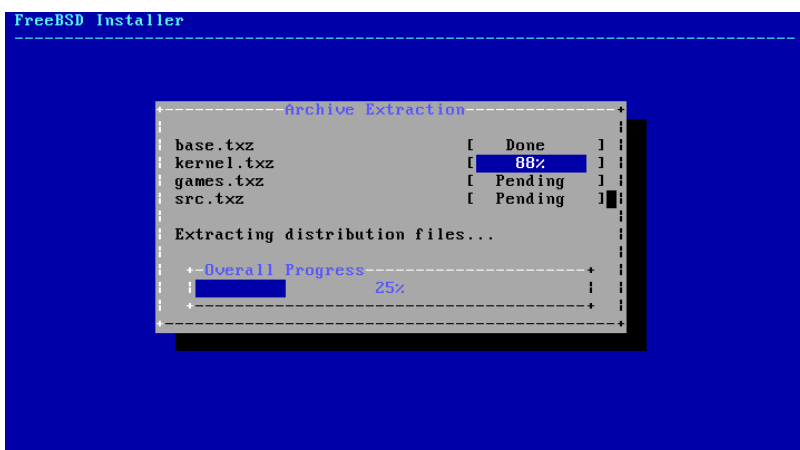 FreeBSD Installer
Archive Extraction
base.txz [ Done ]
kernel.txz [ 88% ]
games.txz [ Pending ]
src.txz [ Pending ]
Extracting distribution files...
Overall Progress
25%